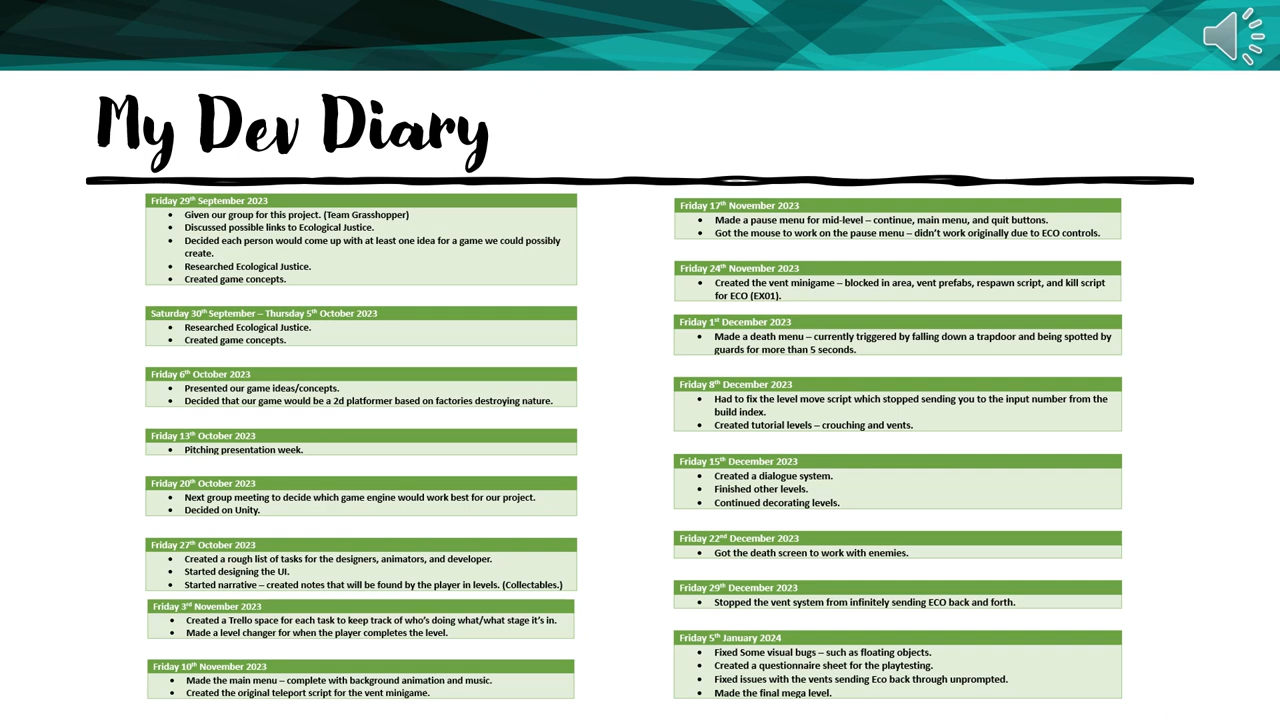 My Dev Diary
Friday 29th September 2023
• Given our group for this project. (Team Grasshopper)
• Discussed possible links to Ecological Justice.
• Decided each person would come up with at least one idea for a game we could possibly
create.
• Researched Ecological Justice.
• Created game concepts.
Saturday 30th September – Thursday 5th October 2023
• Researched Ecological Justice.
• Created game concepts.
Friday 6th October 2023
• Presented our game ideas/concepts.
• Decided that our game would be a 2d platformer based on factories destroying nature.
Friday 13th October 2023
• Pitching presentation week.
Friday 20th October 2023
• Next group meeting to decide which game engine would work best for our project.
• Decided on Unity.
Friday 27th October 2023
• Created a rough list of tasks for the designers, animators, and developer.
• Started designing the UI.
• Started narrative – created notes that will be found by the player in levels. (Collectables.)
Friday 3rd November 2023
• Created a Trello space for each task to keep track of who's doing what/what stage it's in.
• Made a level changer for when the player completes the level.
Friday 10th November 2023
• Made the main menu – complete with background animation and music.
• Created the original teleport script for the vent minigame.
Friday 17th November 2023
• Made a pause menu for mid-level – continue, main menu, and quit buttons.
• Got the mouse to work on the pause menu – didn't work originally due to ECO controls.
Friday 24th November 2023
• Created the vent minigame – blocked in area, vent prefabs, respawn script, and kill script
for ECO (EX01).
Friday 1st December 2023
• Made a death menu – currently triggered by falling down a trapdoor and being spotted by
guards for more than 5 seconds.
Friday 8th December 2023
• Had to fix the level move script which stopped sending you to the input number from the
build index.
• Created tutorial levels – crouching and vents.
Friday 15th December 2023
• Created a dialogue system.
• Finished other levels.
• Continued decorating levels.
Friday 22nd December 2023
• Got the death screen to work with enemies.
Friday 29th December 2023
• Stopped the vent system from infinitely sending ECO back and forth.
Friday 5th January 2024
• Fixed Some visual bugs – such as floating objects.
• Created a questionnaire sheet for the playtesting.
• Fixed issues with the vents sending Eco back through unprompted.
• Made the final mega level.